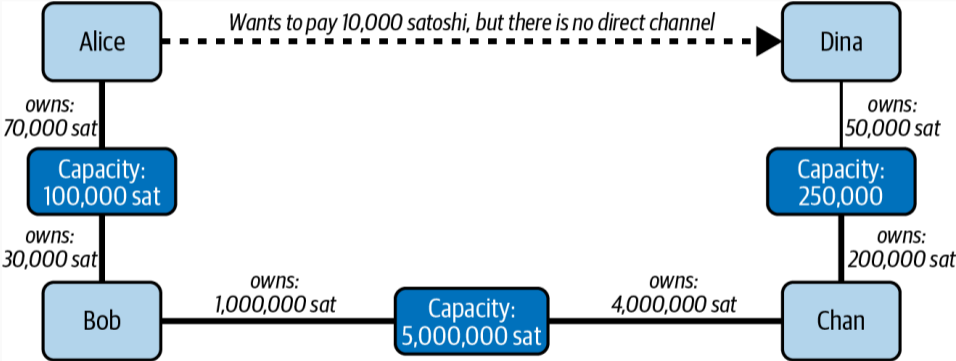 Wants to pay 10,000 satoshi, but there is no direct channel
Alice
Dina
owns:
70,000 sat
owns:
50,000 sat
Capacity:
100,000 sat
Capacity:
250,000
owns:
30,000 sat
owns:
200,000 sat
owns:
1,000,000 sat
owns:
4,000,000 sat
Bob
Capacity:
5,000,000 sat
Chan